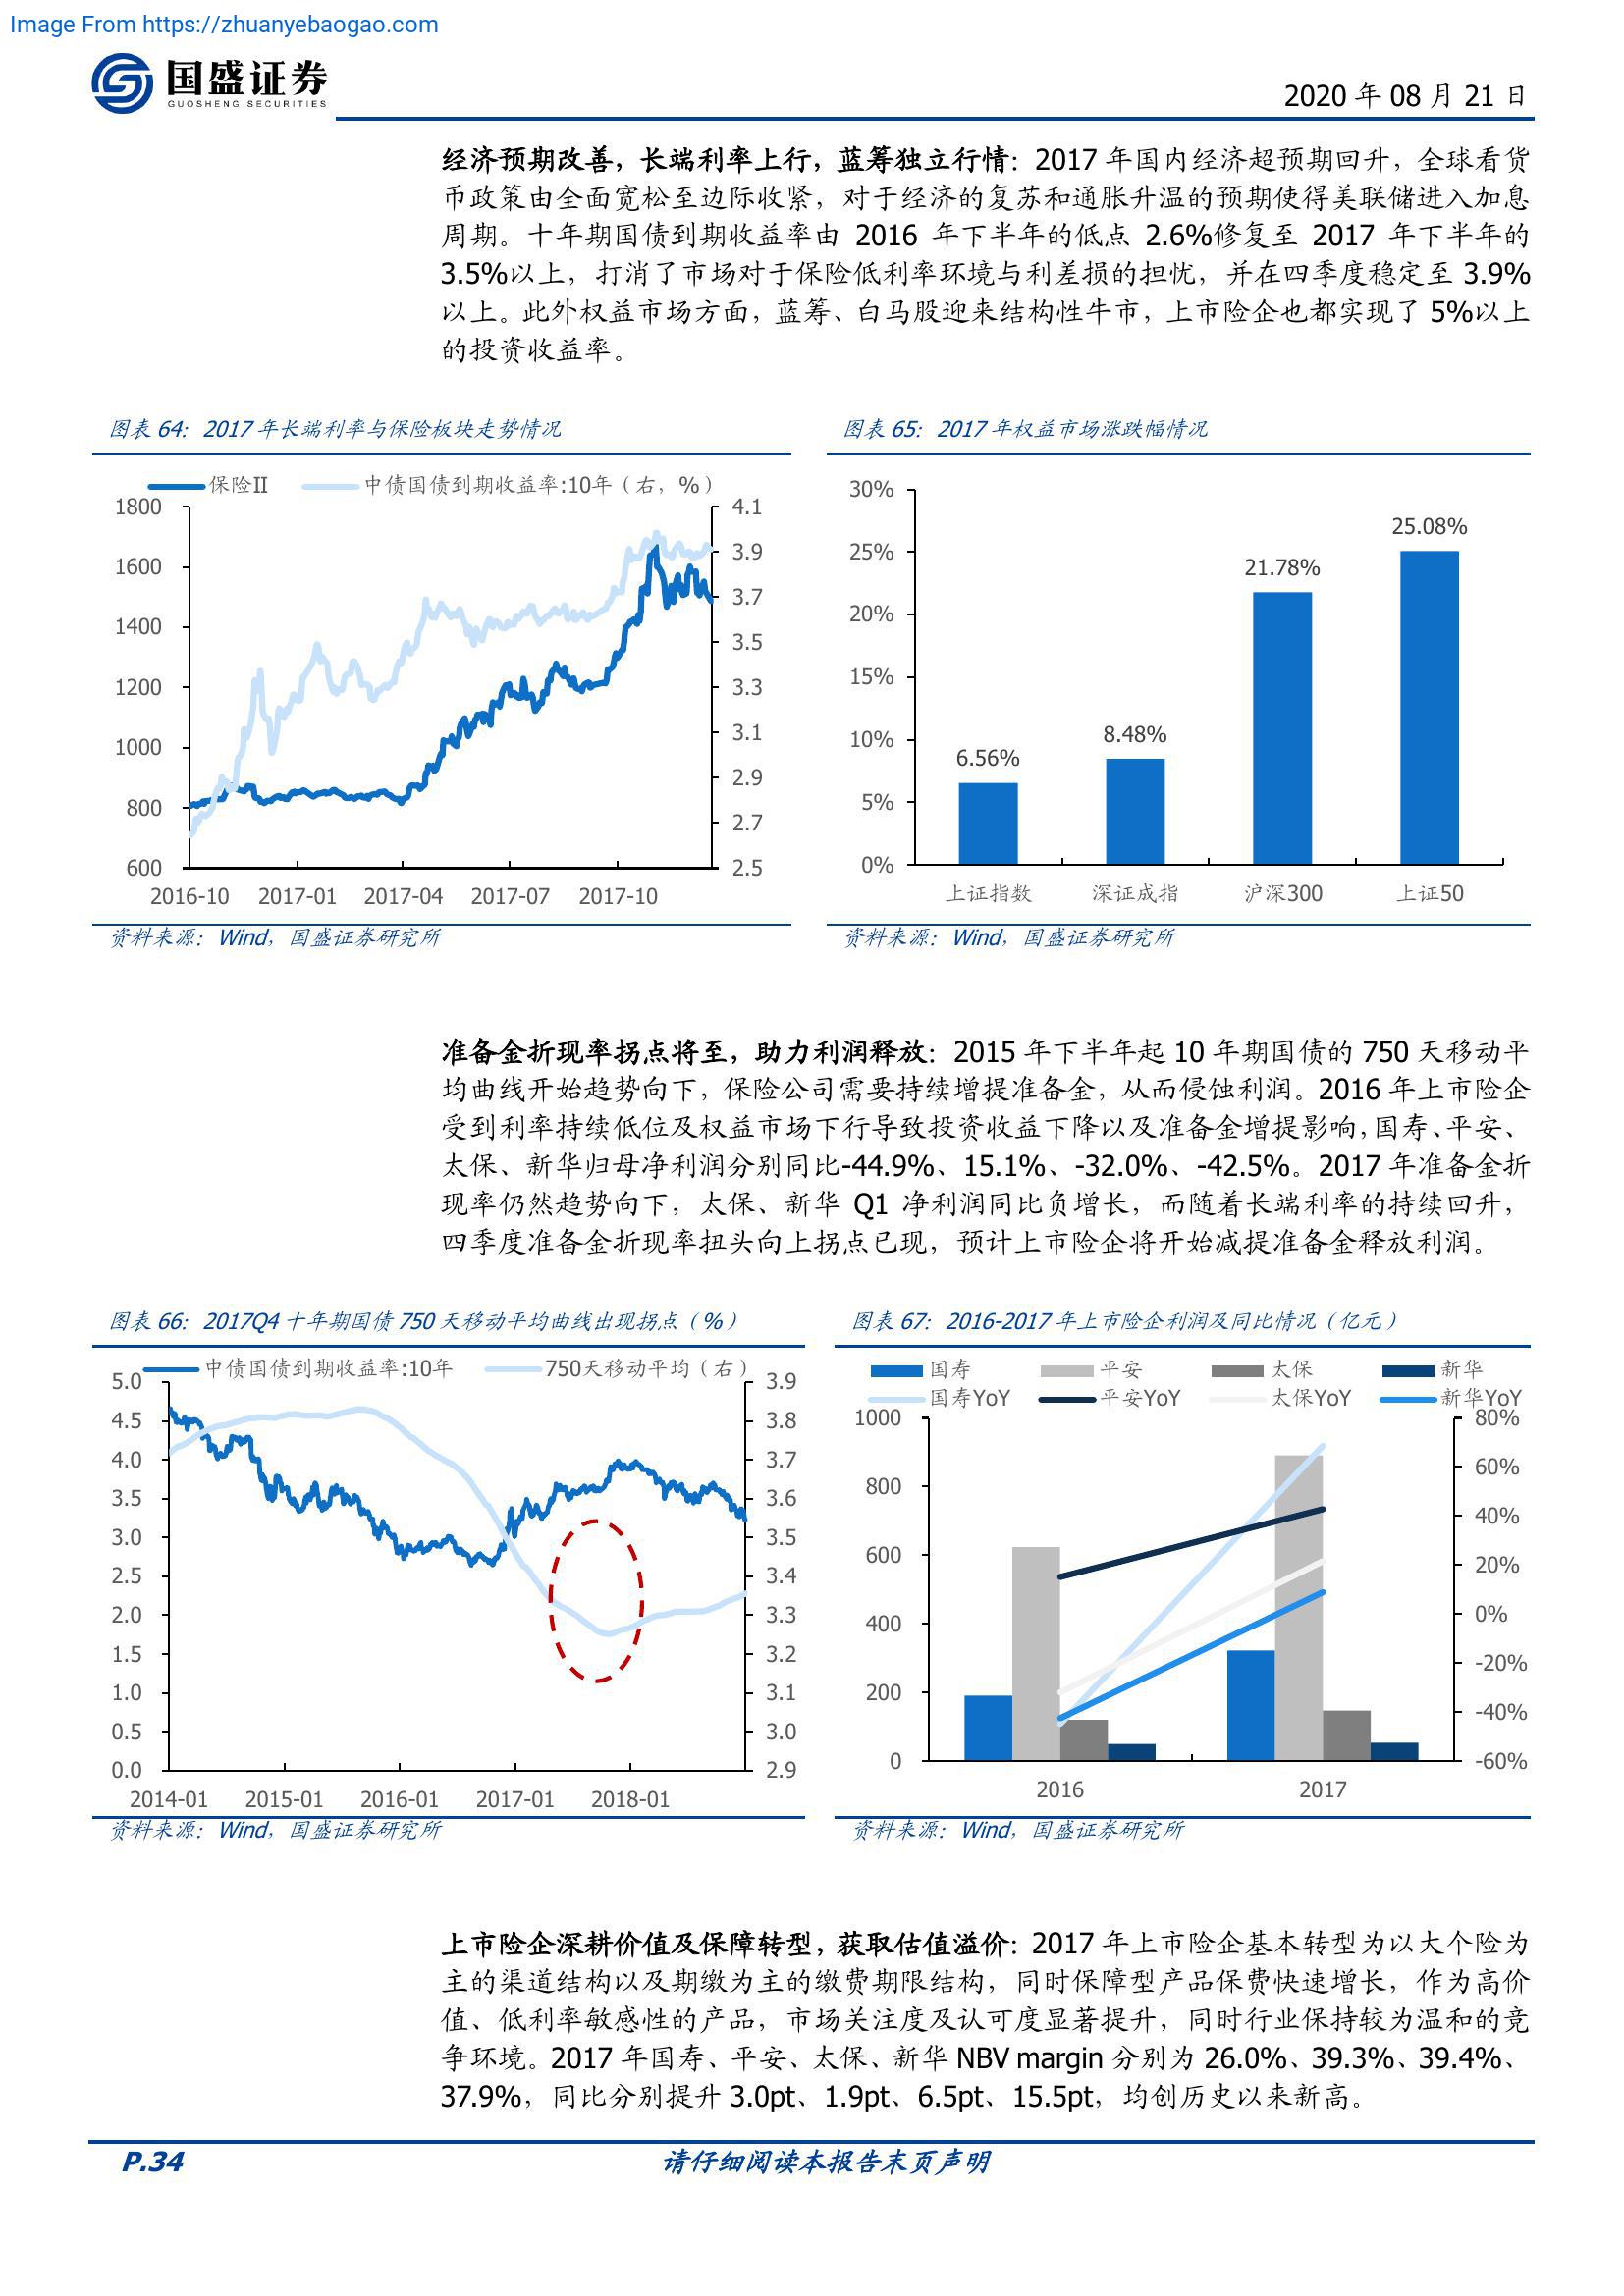 Image From https://zhuanyebaogao.com
国盛证券
GUOSHENG SECURITIES
2020 年 08 月 21 日
经济预期改善，长端利率上行，蓝筹独立行情：2017 年国内经济超预期回升，全球看货
币政策由全面宽松至边际收紧，对于经济的复苏和通胀升温的预期使得美联储进入加息
周期。十年期国债到期收益率由 2016 年下半年的低点 2.6%修复至 2017 年下半年的
3.5%以上，打消了市场对于保险低利率环境与利差损的担忧，并在四季度稳定至 3.9%
以上。此外权益市场方面，蓝筹、白马股迎来结构性牛市，上市险企也都实现了 5%以上
的投资收益率。
图表 64：2017 年长端利率与保险板块走势情况
保险II 中债国债到期收益率:10年（右，%）
1800
1600
1400
1200
1000
800
600
4.1
3.9
3.7
3.5
3.3
3.1
2.9
2.7
2.5
2016-10 2017-01 2017-04 2017-07 2017-10
资料来源：Wind，国盛证券研究所
图表 65：2017 年权益市场涨跌幅情况
30%
25%
20%
15%
10%
5%
0%
6.56%
8.48%
21.78%
25.08%
上证指数 深证成指 沪深300 上证50
资料来源：Wind，国盛证券研究所
准备金折现率拐点将至，助力利润释放：2015 年下半年起 10 年期国债的 750 天移动平
均曲线开始趋势向下，保险公司需要持续增提准备金，从而侵蚀利润。2016 年上市险企
受到利率持续低位及权益市场下行导致投资收益下降以及准备金增提影响，国寿、平安、
太保、新华归母净利润分别同比-44.9%、15.1%、-32.0%、-42.5%。2017 年准备金折
现率仍然趋势向下，太保、新华 Q1 净利润同比负增长，而随着长端利率的持续回升，
四季度准备金折现率扭头向上拐点已现，预计上市险企将开始减提准备金释放利润。
图表 66：2017Q4 十年期国债 750 天移动平均曲线出现拐点（%）
中债国债到期收益率:10年 750天移动平均（右）
5.0
4.5
4.0
3.5
3.0
2.5
2.0
1.5
1.0
0.5
0.0
3.9
3.8
3.7
3.6
3.5
3.4
3.3
3.2
3.1
3.0
2.9
2014-01 2015-01 2016-01 2017-01 2018-01
资料来源：Wind，国盛证券研究所
图表 67：2016-2017 年上市险企利润及同比情况（亿元）
国寿 平安 太保 新华
国寿YoY 平安YoY 太保YoY 新华YoY
1000
800
600
400
200
0
80%
60%
40%
20%
0%
-20%
-40%
-60%
2016 2017
资料来源：Wind，国盛证券研究所
上市险企深耕价值及保障转型，获取估值溢价：2017 年上市险企基本转型为以大个险为
主的渠道结构以及期缴为主的缴费期限结构，同时保障型产品保费快速增长，作为高价
值、低利率敏感性的产品，市场关注度及认可度显著提升，同时行业保持较为温和的竞
争环境。2017 年国寿、平安、太保、新华 NBV margin 分别为 26.0%、39.3%、39.4%、
37.9%，同比分别提升 3.0pt、1.9pt、6.5pt、15.5pt，均创历史以来新高。
P.34
请仔细阅读本报告末页声明